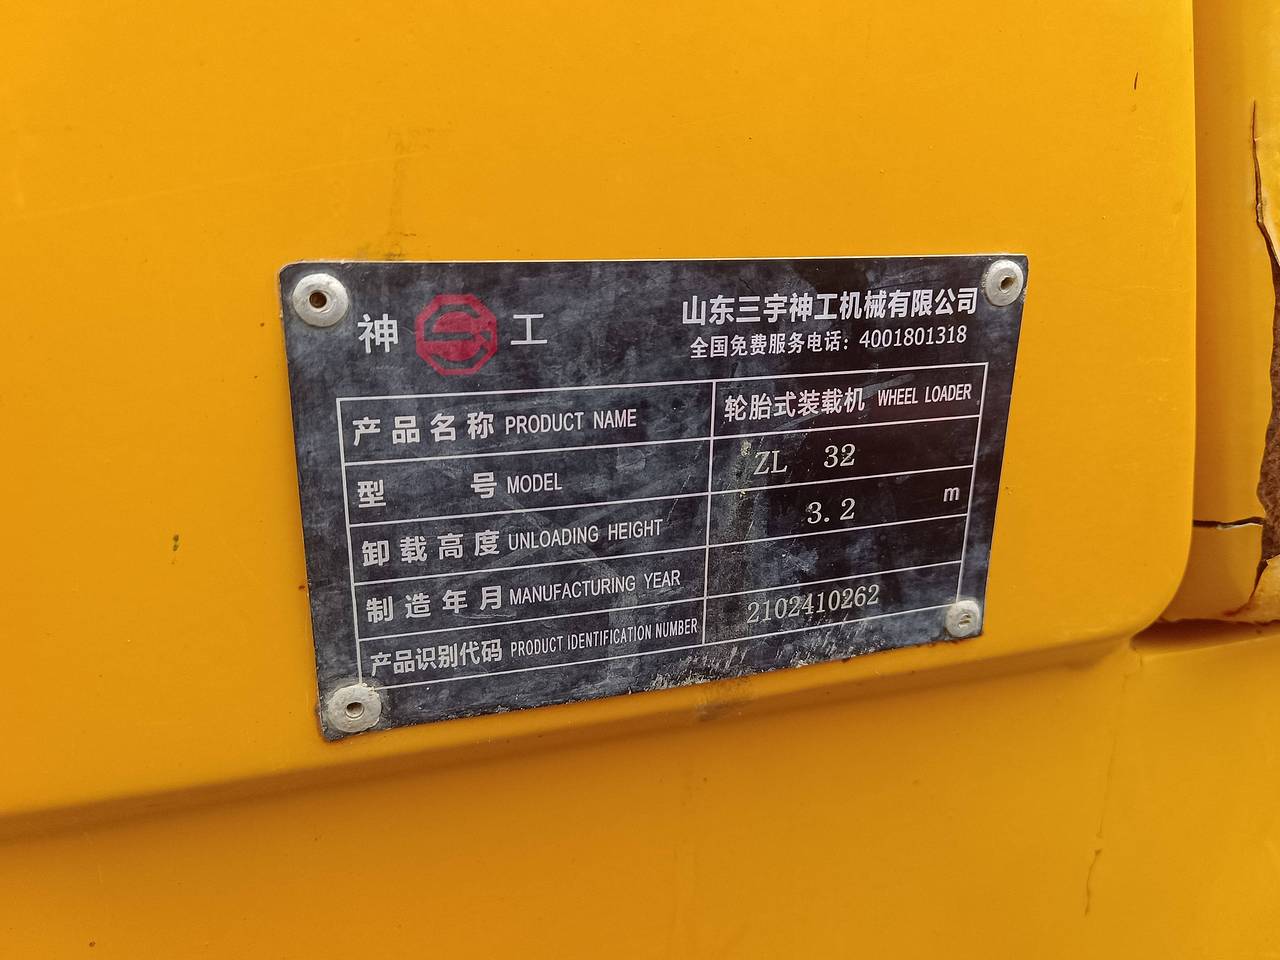 神 工
山东三宇神工机械有限公司
全国免费服务电话：4001801318
产品名称 PRODUCT NAME 轮胎式装载机 WHEEL LOADER
型 号 MODEL ZL 32
卸载高度 UNLOADING HEIGHT 3.2 m
制造年月 MANUFACTURING YEAR
产品识别代码 PRODUCT IDENTIFICATION NUMBER 2102410262